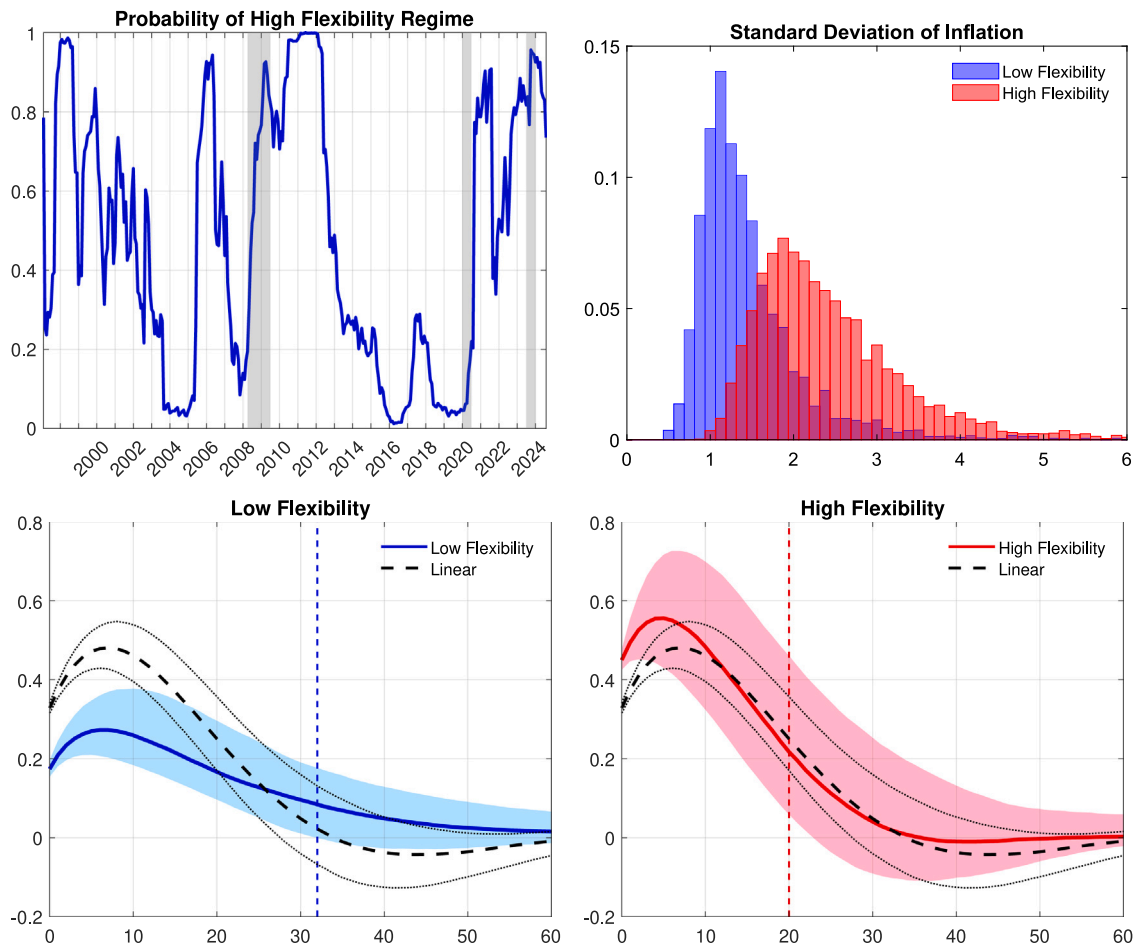 Probability of High Flexibility Regime
1
0.8
0.6
0.4
0.2
0
2000 2002 2004 2006 2008 2010 2012 2014 2016 2018 2020 2022 2024
Standard Deviation of Inflation
0.15
0.1
0.05
0
0 1 2 3 4 5 6
Low Flexibility
High Flexibility
Low Flexibility
0.8
0.6
0.4
0.2
0
-0.2
0 10 20 30 40 50 60
Low Flexibility
Linear
High Flexibility
0.8
0.6
0.4
0.2
0
-0.2
0 10 20 30 40 50 60
High Flexibility
Linear